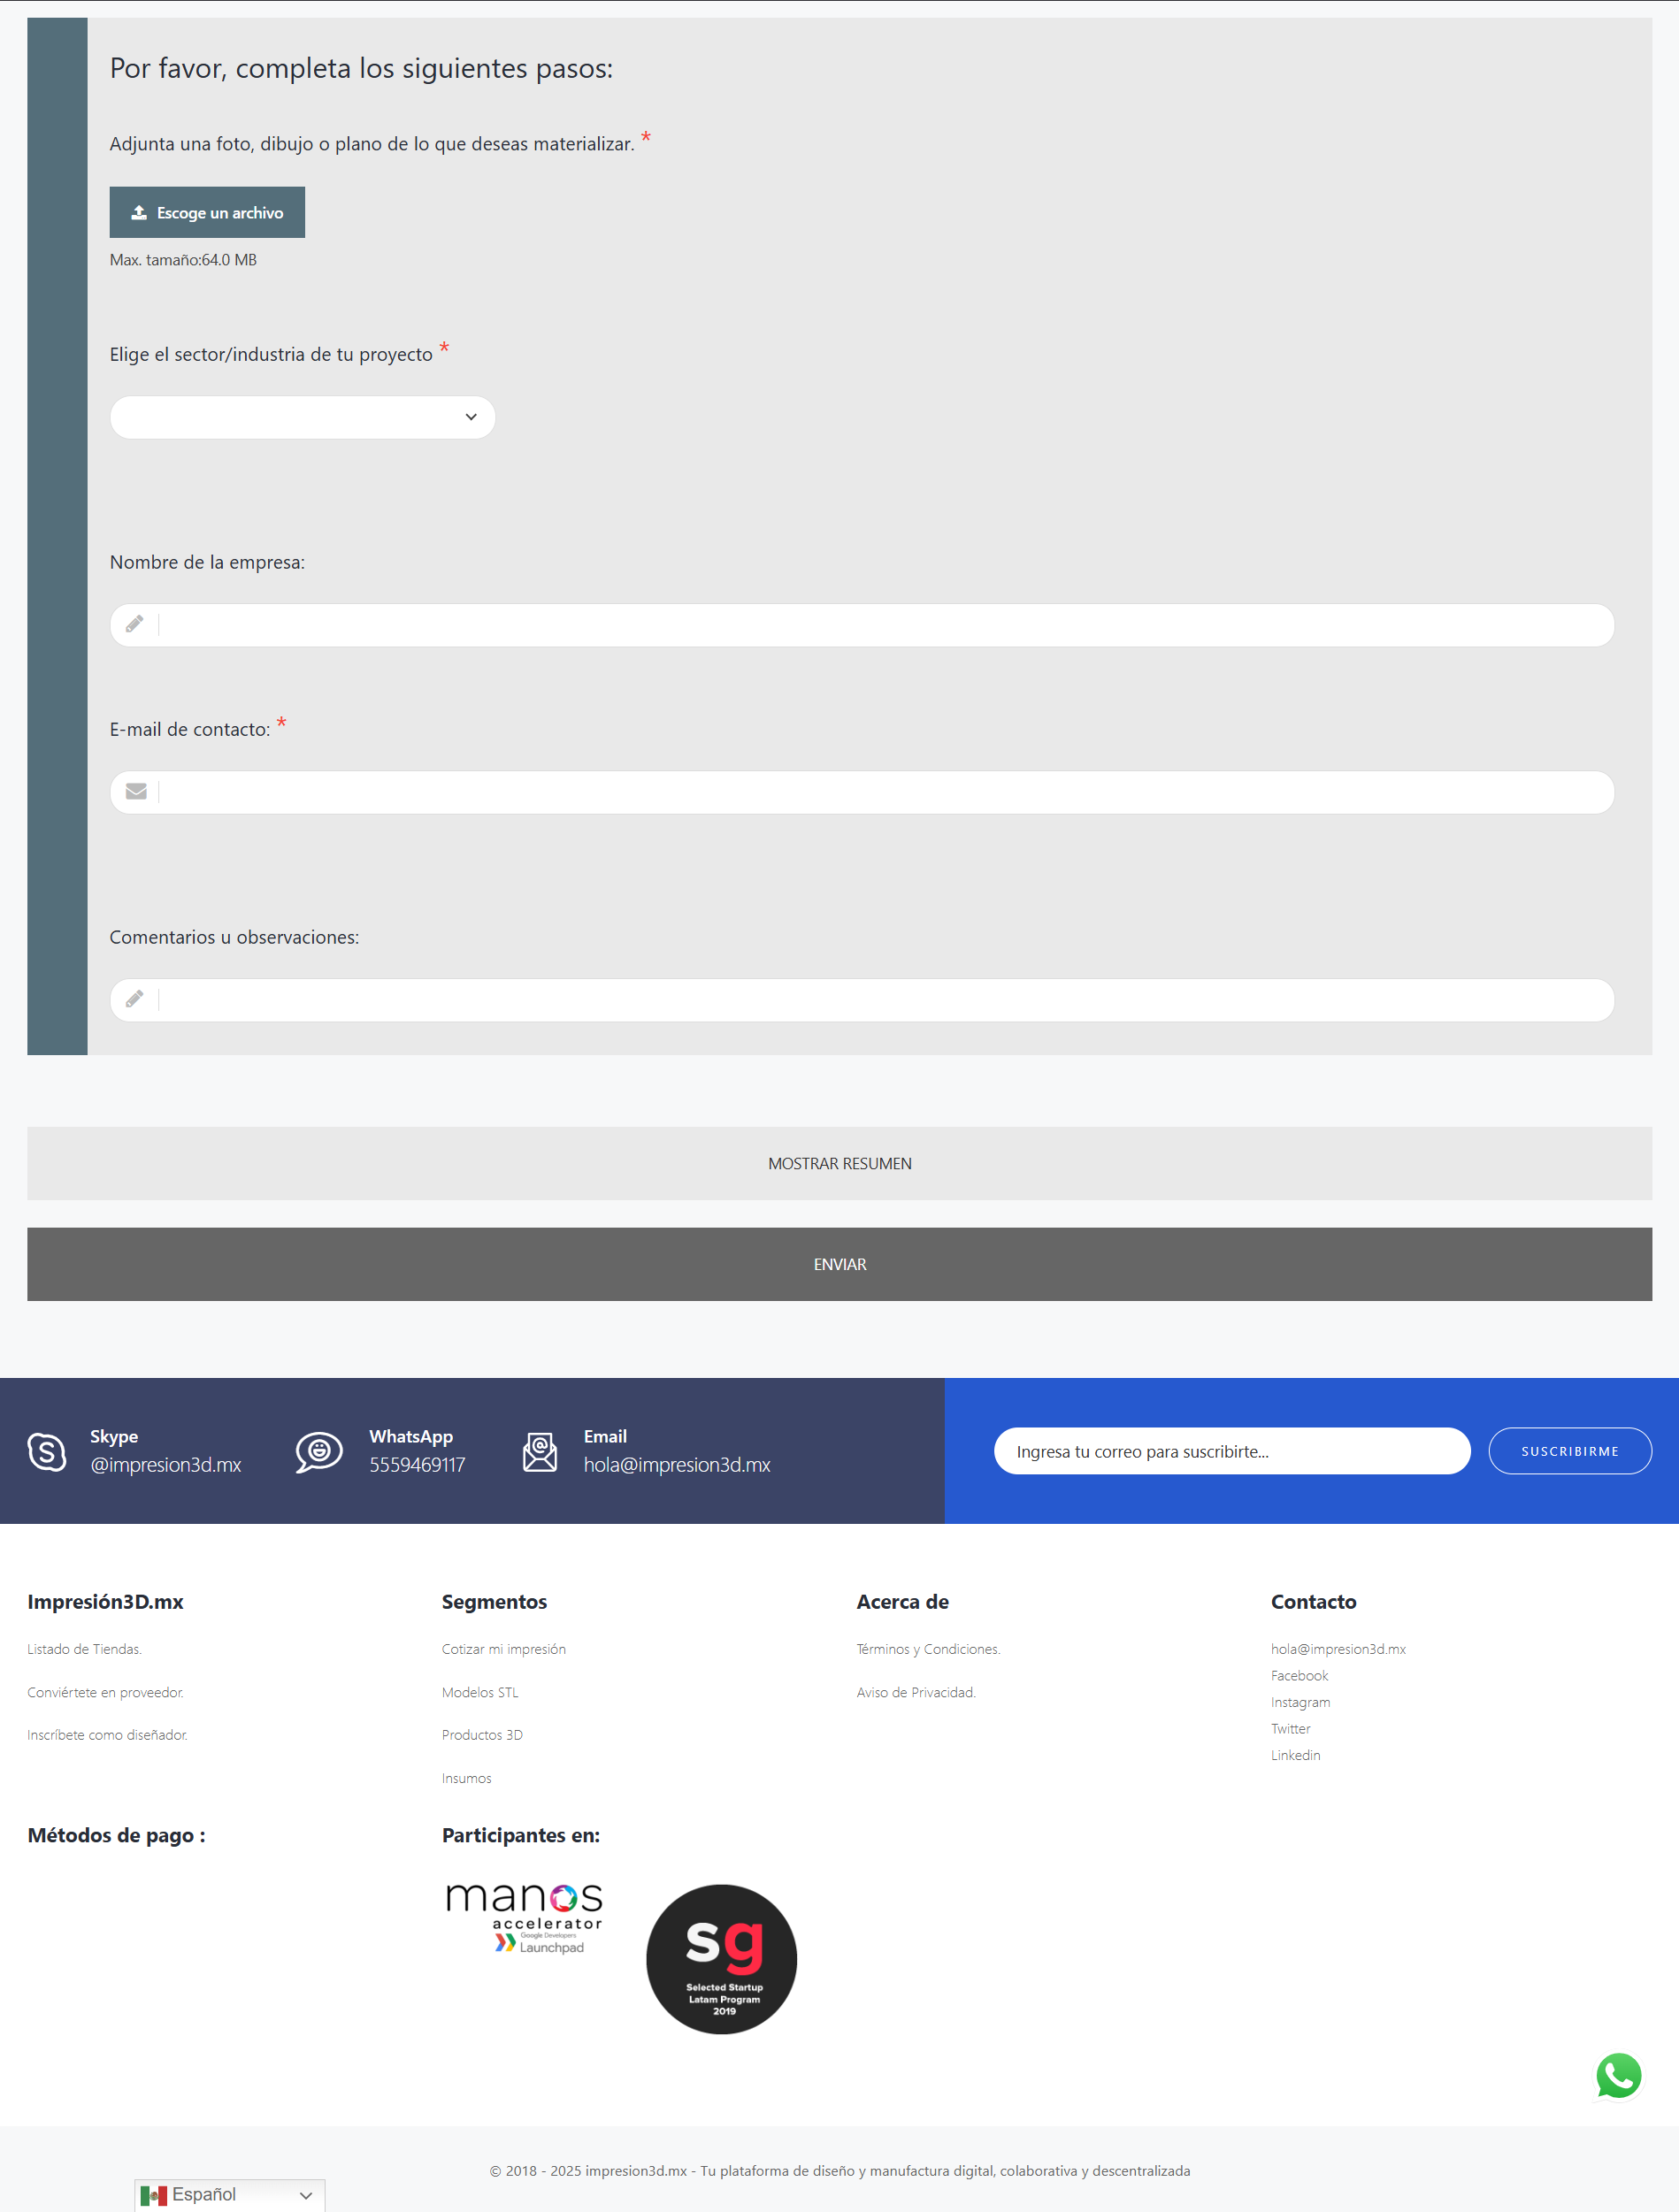 Por favor, completa los siguientes pasos:
Adjunta una foto, dibujo o plano de lo que deseas materializar. *
Escoge un archivo
Max. tamaño:64.0 MB
Elige el sector/industria de tu proyecto *
Nombre de la empresa:
E-mail de contacto: *
Comentarios u observaciones:
MOSTRAR RESUMEN
ENVIAR
Skype
@impresion3d.mx
WhatsApp
5559469117
Email
hola@impresion3d.mx
Ingresa tu correo para suscribirte...
SUSCRIBIRME
Impresión3D.mx
Listado de Tiendas.
Conviértete en proveedor.
Inscríbete como diseñador.
Segmentos
Cotizar mi impresión
Modelos STL
Productos 3D
Insumos
Acerca de
Términos y Condiciones.
Aviso de Privacidad.
Contacto
hola@impresion3d.mx
Facebook
Instagram
Twitter
Linkedin
Métodos de pago :
Participantes en:
manos
accelerator
Google Developers
Launchpad
sg
Selected Startup
Latam Program
2019
© 2018 - 2025 impresion3d.mx - Tu plataforma de diseño y manufactura digital, colaborativa y descentralizada
Español